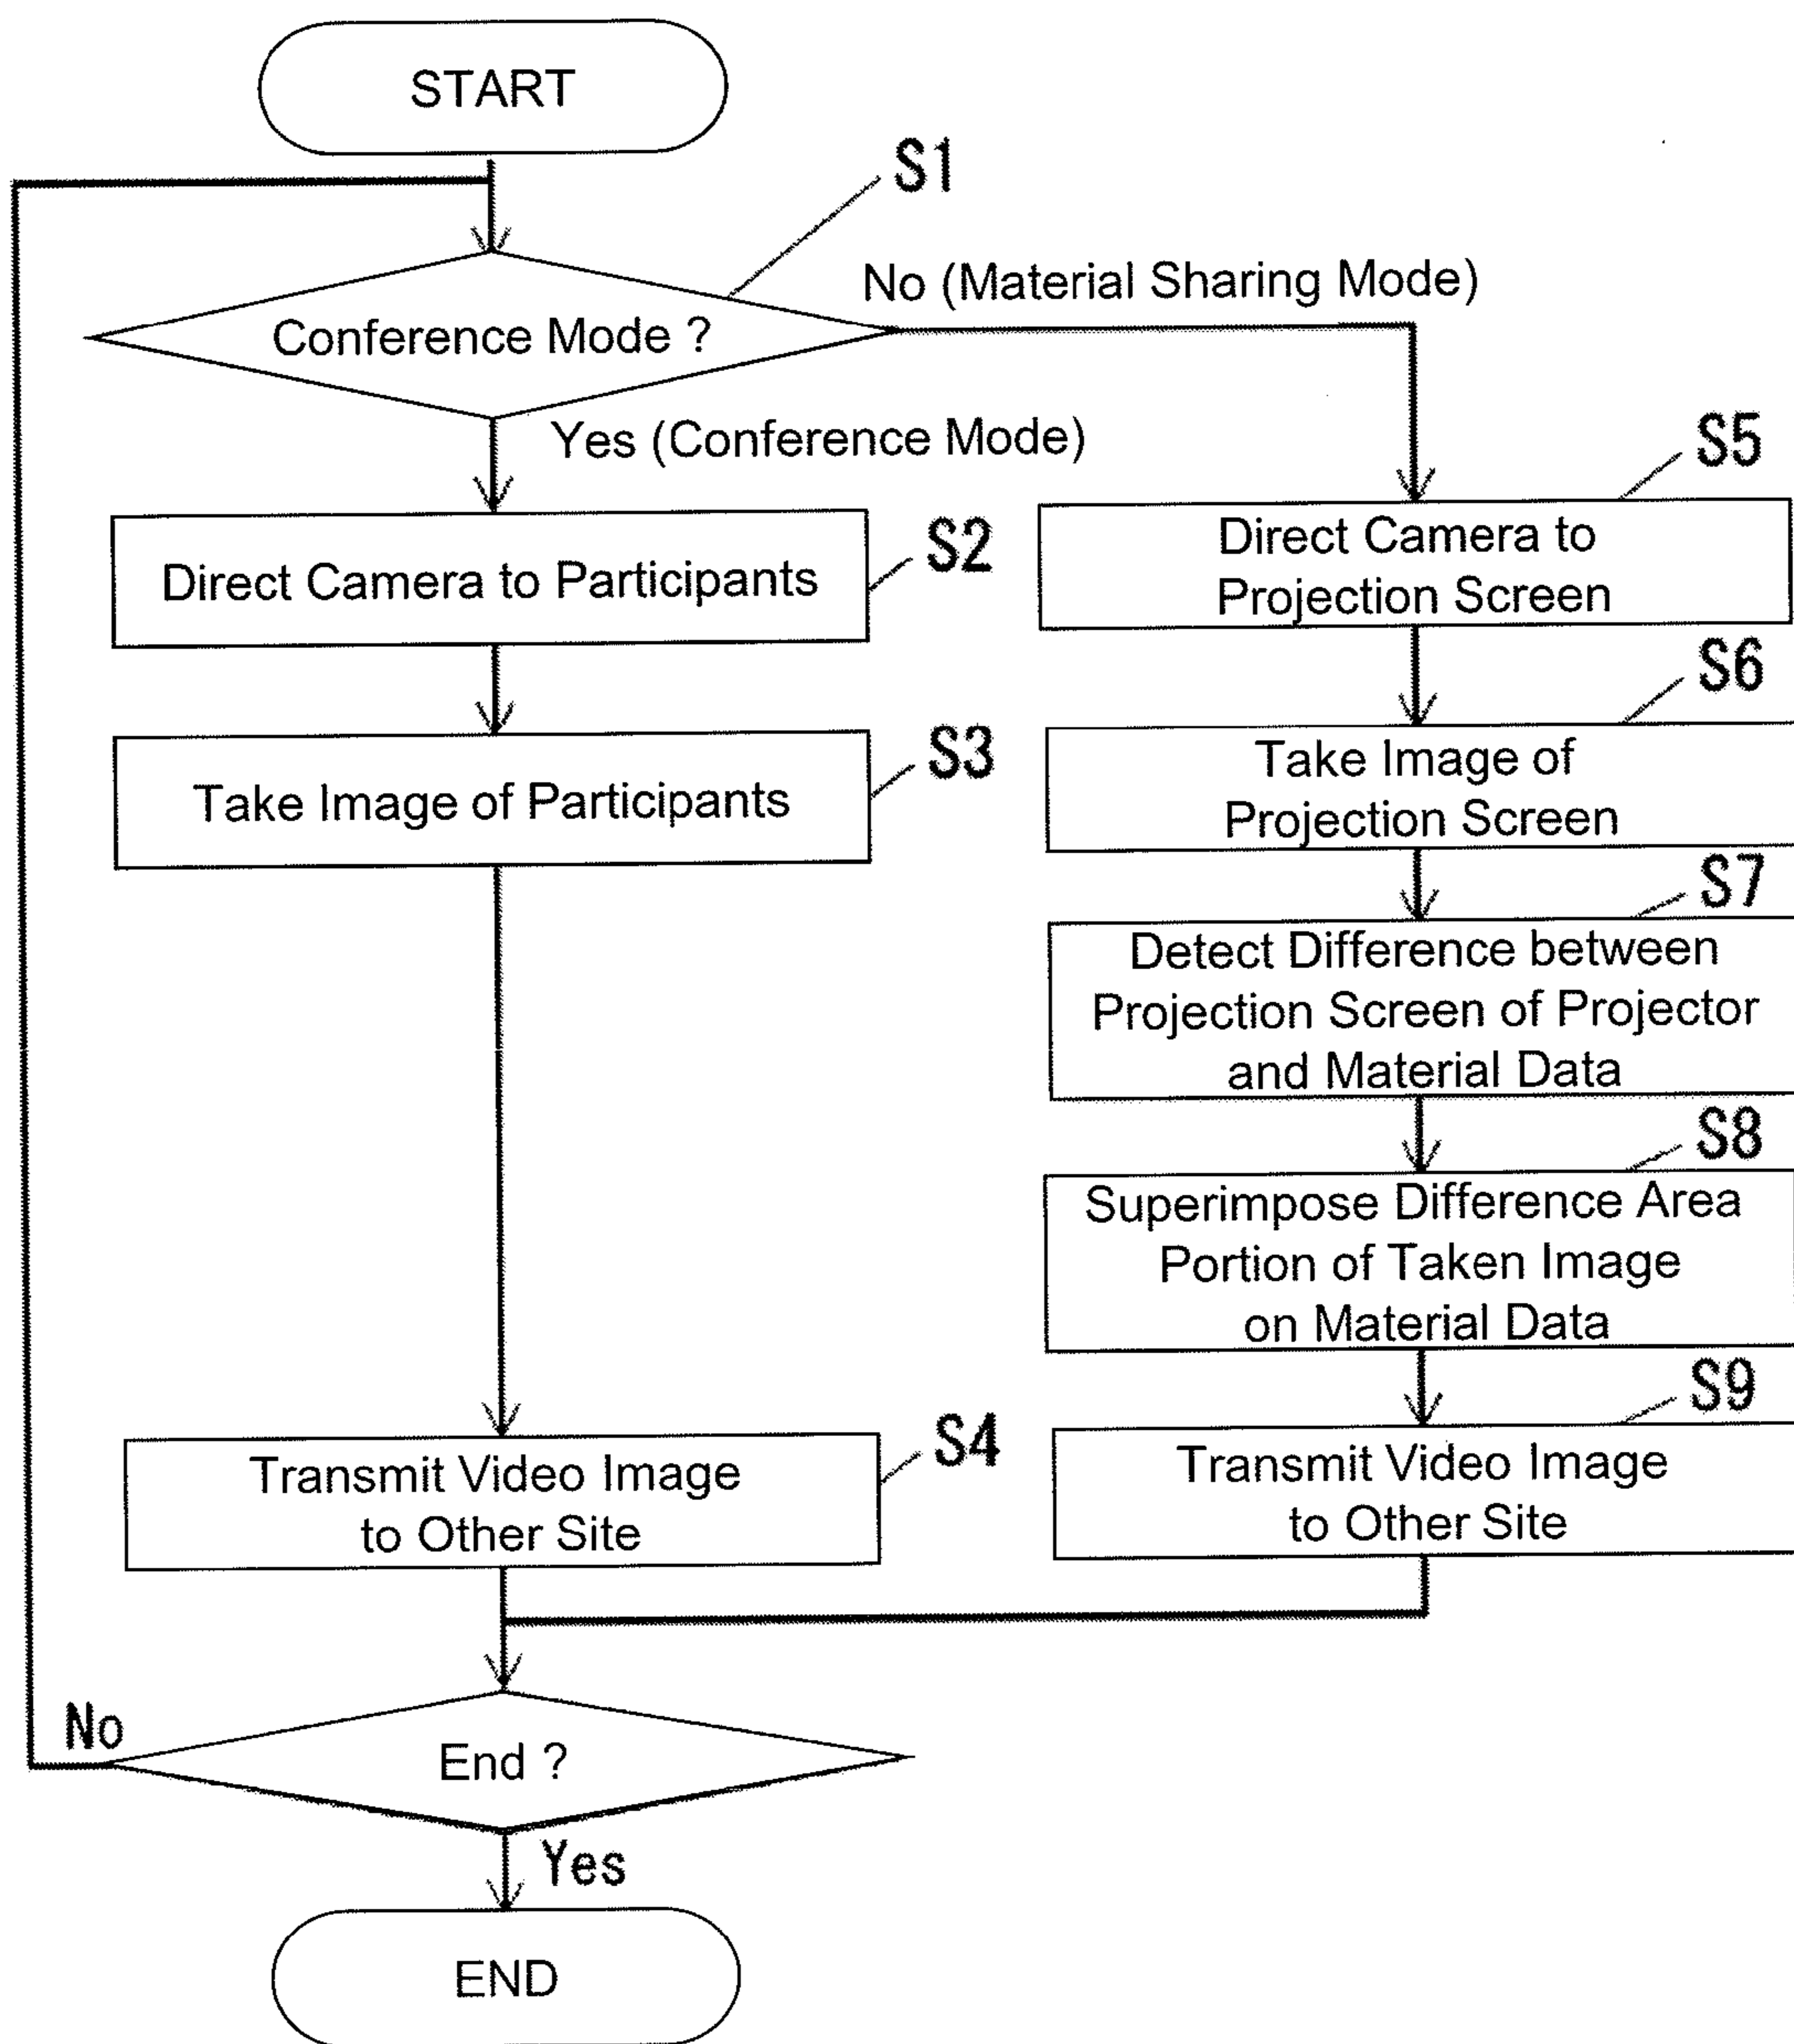 START
S1
No (Material Sharing Mode)
Conference Mode ?
Yes (Conference Mode)
S2
Direct Camera to Participants
S3
Take Image of Participants
S4
Transmit Video Image
to Other Site
S5
Direct Camera to
Projection Screen
S6
Take Image of
Projection Screen
S7
Detect Difference between
Projection Screen of Projector
and Material Data
S8
Superimpose Difference Area
Portion of Taken Image
on Material Data
S9
Transmit Video Image
to Other Site
No
End ?
Yes
END